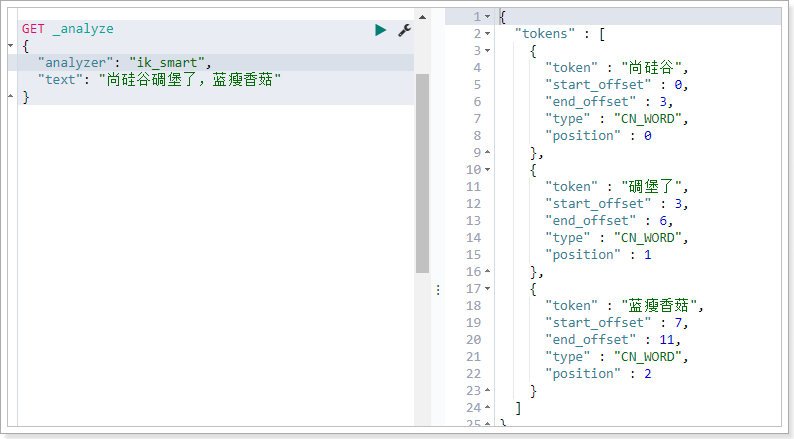 GET _analyze
{
  "analyzer": "ik_smart",
  "text": "尚硅谷碉堡了，蓝瘦香菇"
}
1 {
2   "tokens" : [
3     {
4       "token" : "尚硅谷",
5       "start_offset" : 0,
6       "end_offset" : 3,
7       "type" : "CN_WORD",
8       "position" : 0
9     },
10     {
11       "token" : "碉堡了",
12       "start_offset" : 3,
13       "end_offset" : 6,
14       "type" : "CN_WORD",
15       "position" : 1
16     },
17     {
18       "token" : "蓝瘦香菇",
19       "start_offset" : 7,
20       "end_offset" : 11,
21       "type" : "CN_WORD",
22       "position" : 2
23     }
24   ]
25 }